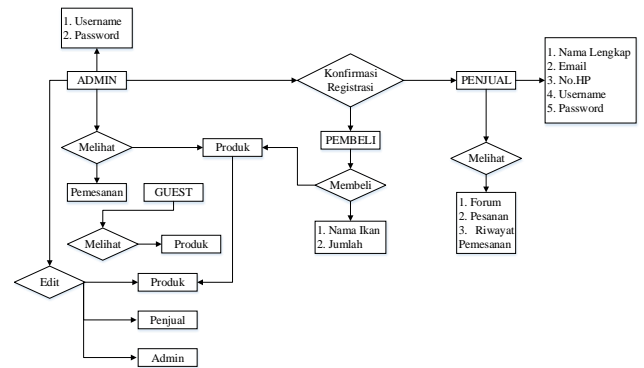 1. Username
2. Password
ADMIN
Konfirmasi
Registrasi
PENJUAL
1. Nama Lengkap
2. Email
3. No.HP
4. Username
5. Password
Melihat
Produk
PEMBELI
Melihat
Pemesanan
GUEST
Membeli
1. Forum
2. Pesanan
3. Riwayat
Pemesanan
Melihat
Produk
1. Nama Ikan
2. Jumlah
Edit
Produk
Penjual
Admin